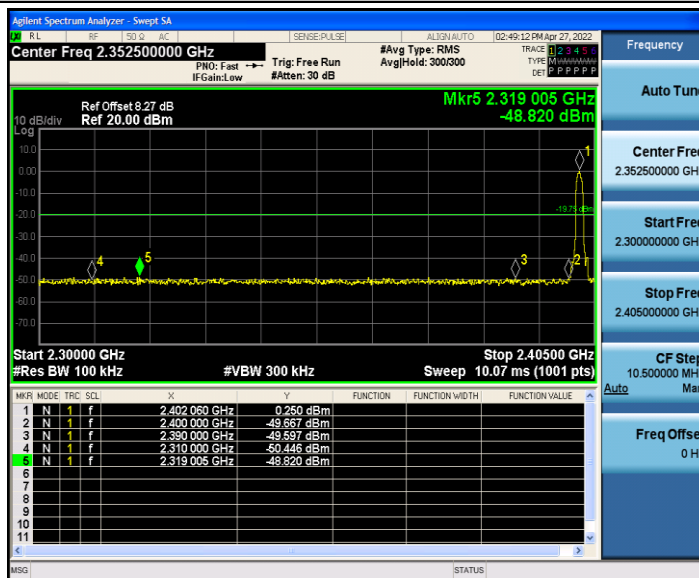 Agilent Spectrum Analyzer - Swept SA
RL RF 50 Ω AC SENSE:PULSE ALIGN AUTO 02:49:12 PM Apr 27, 2022
Center Freq 2.352500000 GHz
PNO: Fast
IFGain:Low
Trig: Free Run
#Atten: 30 dB
#Avg Type: RMS
Avg|Hold: 300/300
TRACE 1 2 3 4 5 6
TYPE M
DET P P P P P P
Ref Offset 8.27 dB
10 dB/div Ref 20.00 dBm
Log
Mkr5 2.319 005 GHz
-48.820 dBm
10.0
0.00
-10.0
-20.0
-30.0
-40.0
-50.0
-60.0
-70.0
1
-19.75 dBm
4
5
3
2
Start 2.30000 GHz
Stop 2.40500 GHz
#Res BW 100 kHz #VBW 300 kHz Sweep 10.07 ms (1001 pts)
MKR MODE TRC SCL X Y FUNCTION FUNCTION WIDTH FUNCTION VALUE
1 N 1 f 2.402 060 GHz 0.250 dBm
2 N 1 f 2.400 000 GHz -49.667 dBm
3 N 1 f 2.390 000 GHz -49.597 dBm
4 N 1 f 2.310 000 GHz -50.446 dBm
5 N 1 f 2.319 005 GHz -48.820 dBm
6
7
8
9
10
11
MSG STATUS
Frequency
Auto Tun
Center Fre
2.352500000 GH
Start Fre
2.300000000 GH
Stop Fre
2.405000000 GH
CF Step
10.500000 MH
Auto Ma
Freq Offse
0 H